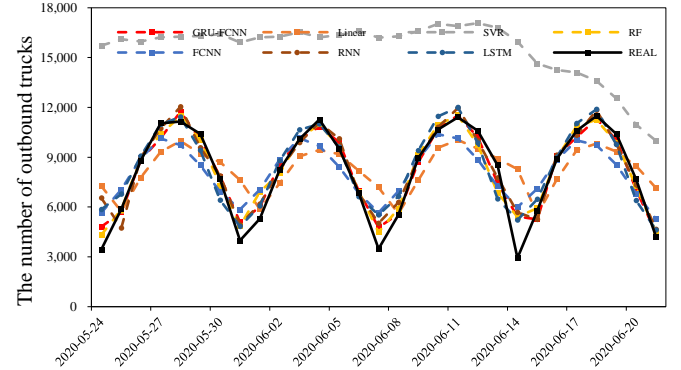 18,000
15,000
12,000
9,000
6,000
3,000
0
The number of outbound trucks
GRU-FCNN Linear SVR RF
FCNN RNN LSTM REAL
2020-05-24 2020-05-27 2020-05-30 2020-06-02 2020-06-05 2020-06-08 2020-06-11 2020-06-14 2020-06-17 2020-06-20